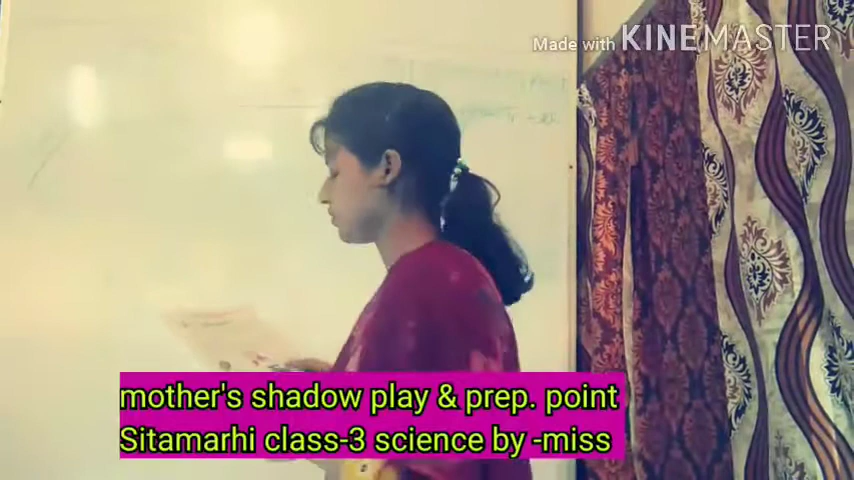 Made with KINEMASTER
mother's shadow play & prep. point
Sitamarhi class-3 science by -miss